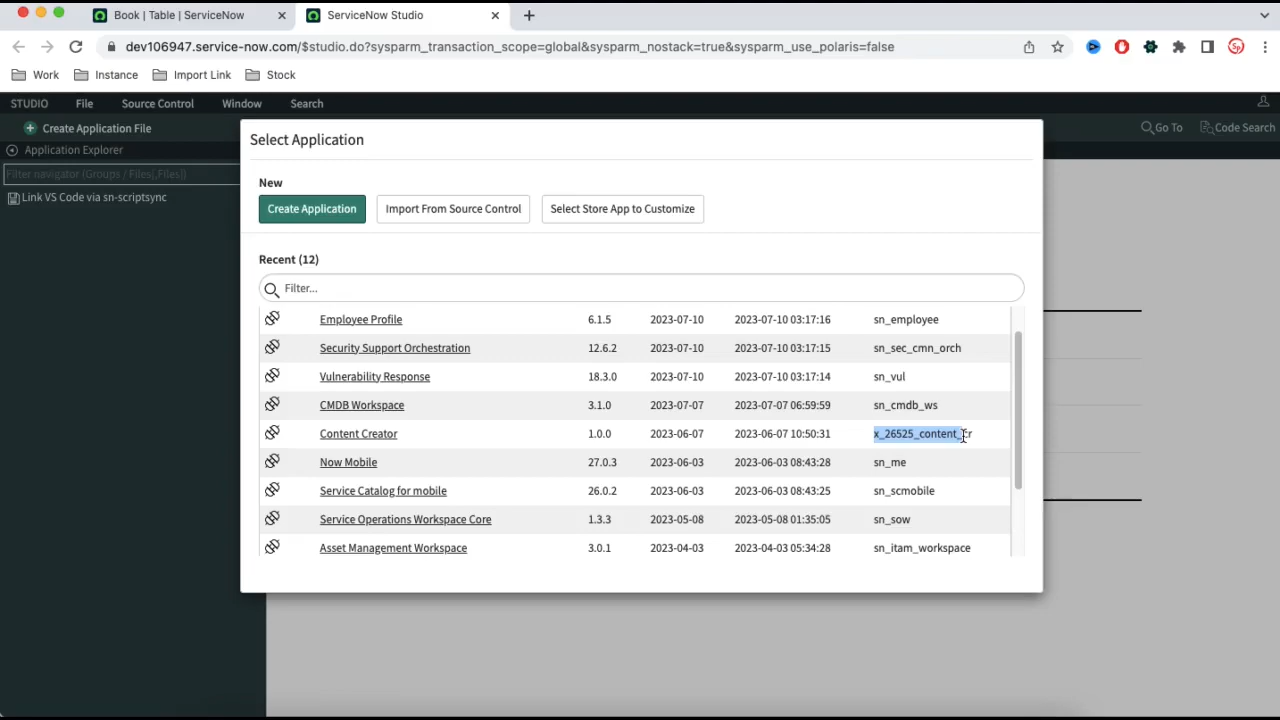 Book | Table | ServiceNow
ServiceNow Studio
dev106947.service-now.com/$studio.do?sysparm_transaction_scope=global&sysparm_nostack=true&sysparm_use_polaris=false
Work Instance Import Link Stock
STUDIO File Source Control Window Search
Create Application File
Go To Code Search
Application Explorer
Filter navigator (Groups / Files|,Files|)
Link VS Code via sn-scriptsync
Select Application
New
Create Application Import From Source Control Select Store App to Customize
Recent (12)
Filter...
Employee Profile 6.1.5 2023-07-10 2023-07-10 03:17:16 sn_employee
Security Support Orchestration 12.6.2 2023-07-10 2023-07-10 03:17:15 sn_sec_cmn_orch
Vulnerability Response 18.3.0 2023-07-10 2023-07-10 03:17:14 sn_vul
CMDB Workspace 3.1.0 2023-07-07 2023-07-07 06:59:59 sn_cmdb_ws
Content Creator 1.0.0 2023-06-07 2023-06-07 10:50:31 x_26525_content_cr
Now Mobile 27.0.3 2023-06-03 2023-06-03 08:43:28 sn_me
Service Catalog for mobile 26.0.2 2023-06-03 2023-06-03 08:43:25 sn_scmobile
Service Operations Workspace Core 1.3.3 2023-05-08 2023-05-08 01:35:05 sn_sow
Asset Management Workspace 3.0.1 2023-04-03 2023-04-03 05:34:28 sn_itam_workspace